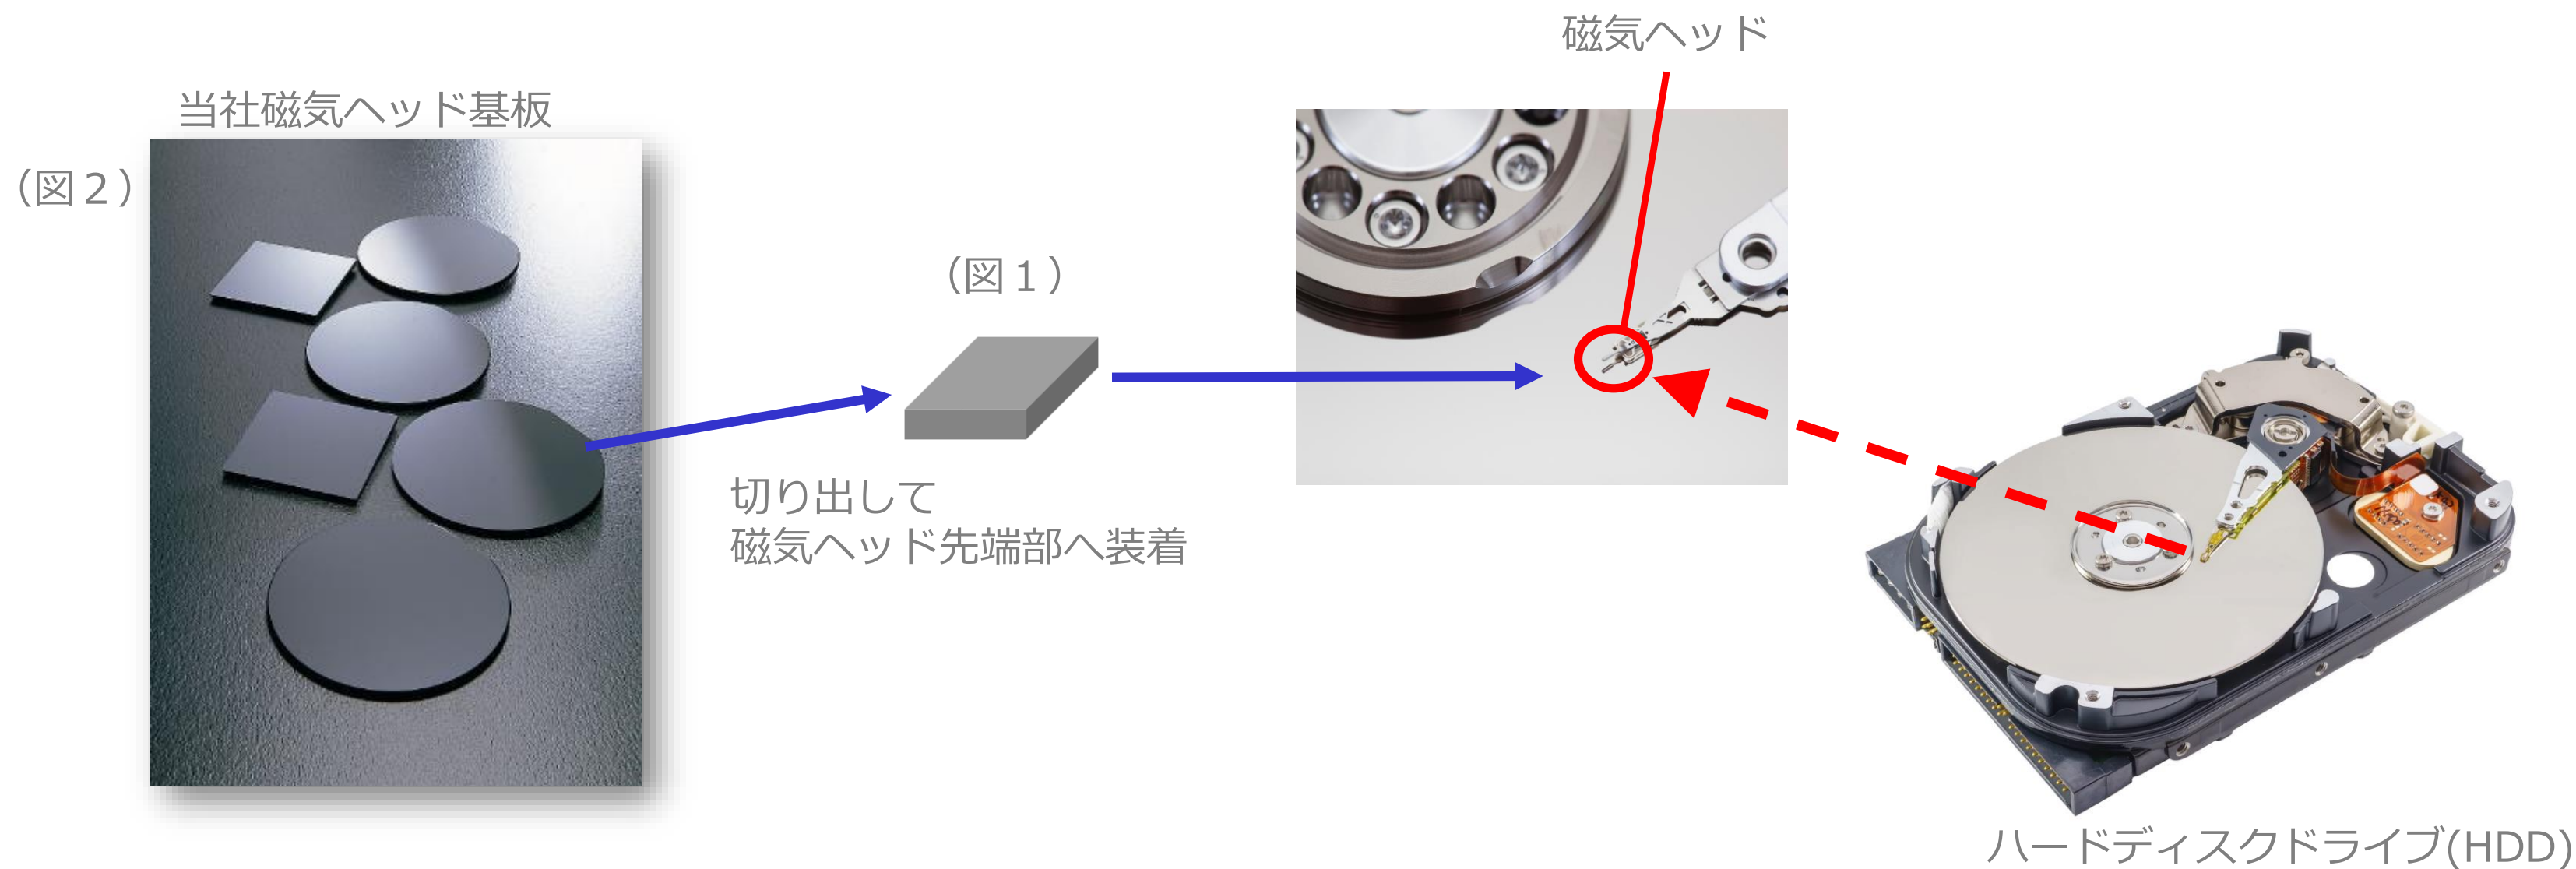 磁気ヘッド
当社磁気ヘッド基板
（図２）
（図１）
切り出して
磁気ヘッド先端部へ装着
ハードディスクドライブ(HDD)